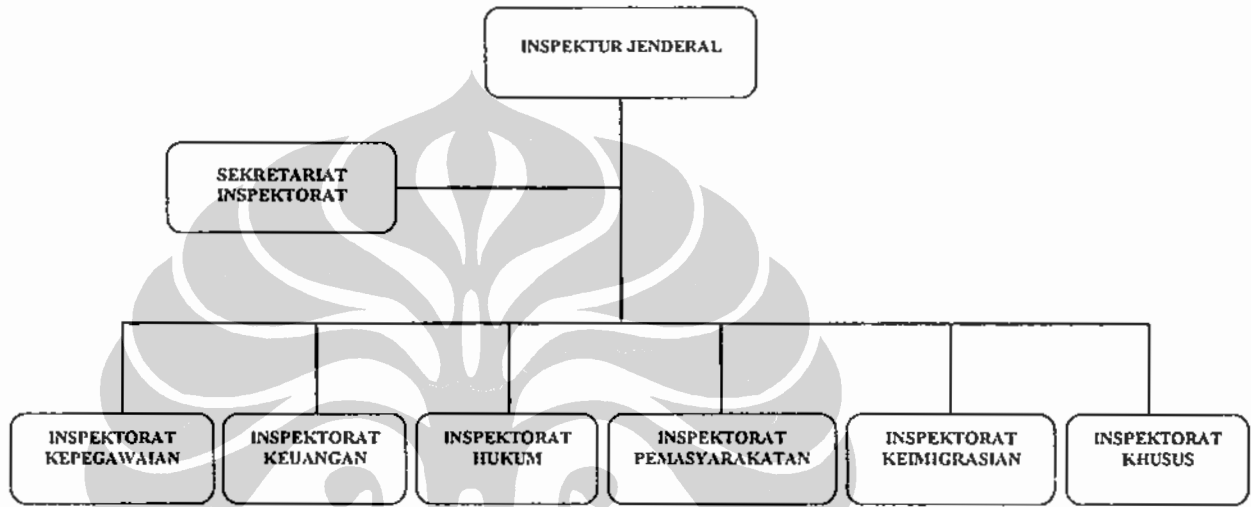 INSPEKTUR JENDERAL
SEKRETARIAT
INSPEKTORAT
INSPEKTORAT
KEPEGAWAIAN
INSPEKTORAT
KEUANGAN
INSPEKTORAT
HUKUM
INSPEKTORAT
PEMASYARAKATAN
INSPEKTORAT
KEIMIGRASIAN
INSPEKTORAT
KHUSUS